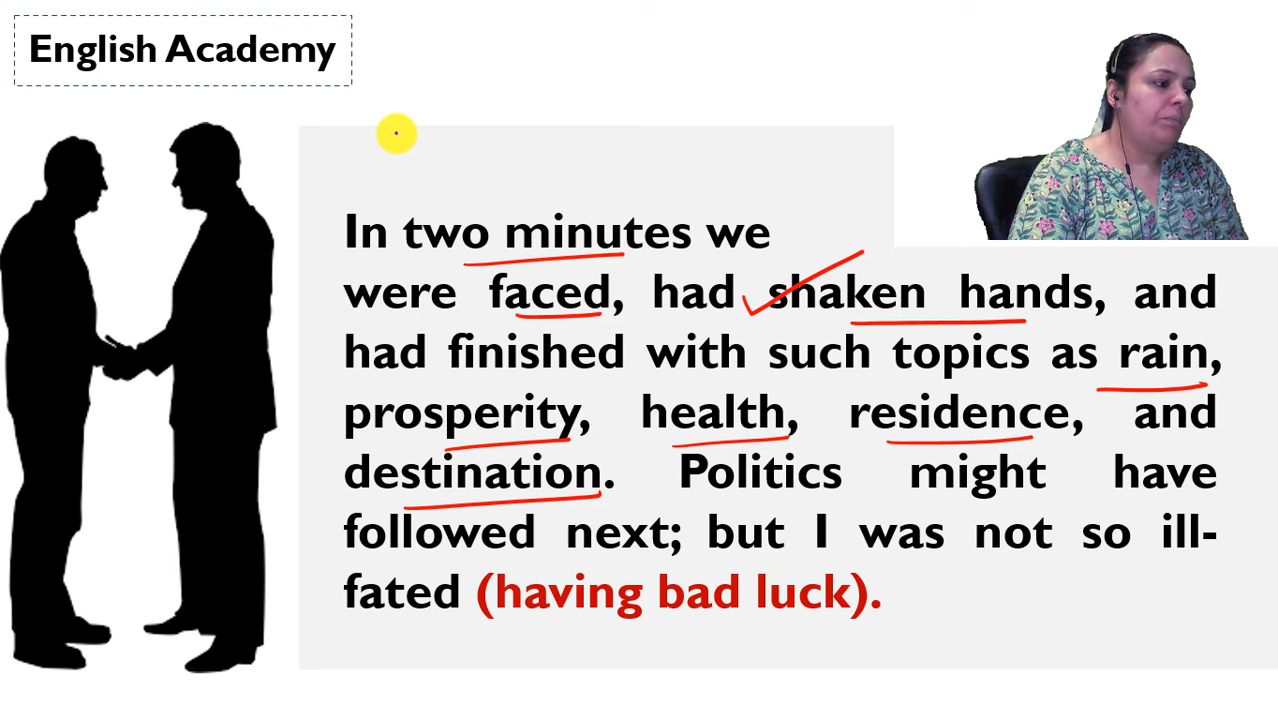 English Academy
In two minutes we
were faced, had shaken hands, and
had finished with such topics as rain,
prosperity, health, residence, and
destination. Politics might have
followed next; but I was not so ill-
fated (having bad luck).